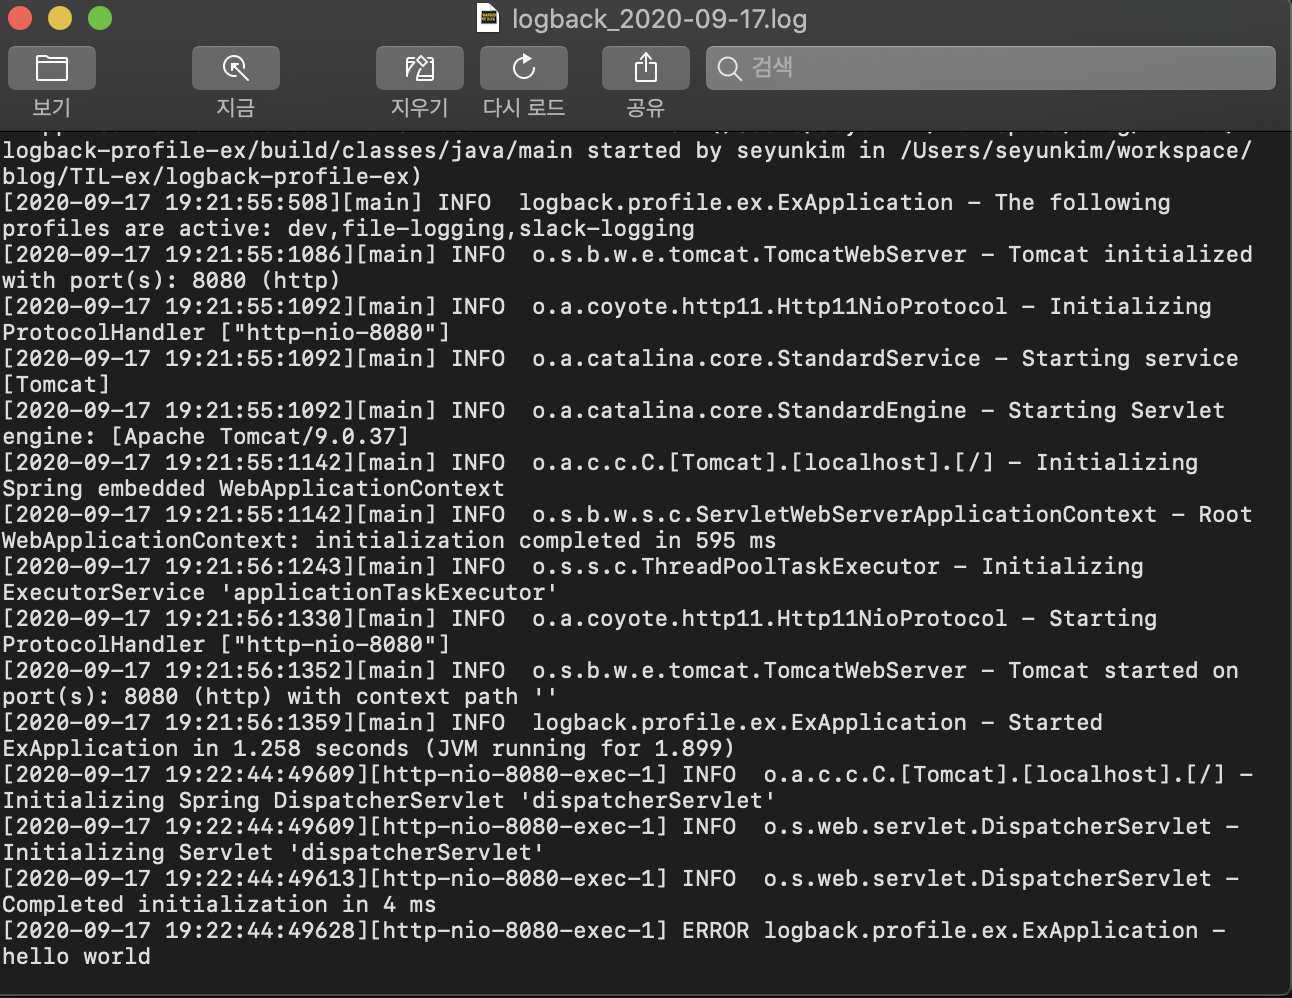 logback_2020-09-17.log
보기
지금
지우기
다시 로드
공유
검색
logback-profile-ex/build/classes/java/main started by seyunkim in /Users/seyunkim/workspace/
blog/TIL-ex/logback-profile-ex)
[2020-09-17 19:21:55:508][main] INFO  logback.profile.ex.ExApplication - The following
profiles are active: dev,file-logging,slack-logging
[2020-09-17 19:21:55:1086][main] INFO  o.s.b.w.e.tomcat.TomcatWebServer - Tomcat initialized
with port(s): 8080 (http)
[2020-09-17 19:21:55:1092][main] INFO  o.a.coyote.http11.Http11NioProtocol - Initializing
ProtocolHandler ["http-nio-8080"]
[2020-09-17 19:21:55:1092][main] INFO  o.a.catalina.core.StandardService - Starting service
[Tomcat]
[2020-09-17 19:21:55:1092][main] INFO  o.a.catalina.core.StandardEngine - Starting Servlet
engine: [Apache Tomcat/9.0.37]
[2020-09-17 19:21:55:1142][main] INFO  o.a.c.c.C.[Tomcat].[localhost].[/] - Initializing
Spring embedded WebApplicationContext
[2020-09-17 19:21:55:1142][main] INFO  o.s.b.w.s.c.ServletWebServerApplicationContext - Root
WebApplicationContext: initialization completed in 595 ms
[2020-09-17 19:21:56:1243][main] INFO  o.s.s.c.ThreadPoolTaskExecutor - Initializing
ExecutorService 'applicationTaskExecutor'
[2020-09-17 19:21:56:1330][main] INFO  o.a.coyote.http11.Http11NioProtocol - Starting
ProtocolHandler ["http-nio-8080"]
[2020-09-17 19:21:56:1352][main] INFO  o.s.b.w.e.tomcat.TomcatWebServer - Tomcat started on
port(s): 8080 (http) with context path ''
[2020-09-17 19:21:56:1359][main] INFO  logback.profile.ex.ExApplication - Started
ExApplication in 1.258 seconds (JVM running for 1.899)
[2020-09-17 19:22:44:49609][http-nio-8080-exec-1] INFO  o.a.c.c.C.[Tomcat].[localhost].[/] -
Initializing Spring DispatcherServlet 'dispatcherServlet'
[2020-09-17 19:22:44:49609][http-nio-8080-exec-1] INFO  o.s.web.servlet.DispatcherServlet -
Initializing Servlet 'dispatcherServlet'
[2020-09-17 19:22:44:49613][http-nio-8080-exec-1] INFO  o.s.web.servlet.DispatcherServlet -
Completed initialization in 4 ms
[2020-09-17 19:22:44:49628][http-nio-8080-exec-1] ERROR logback.profile.ex.ExApplication -
hello world